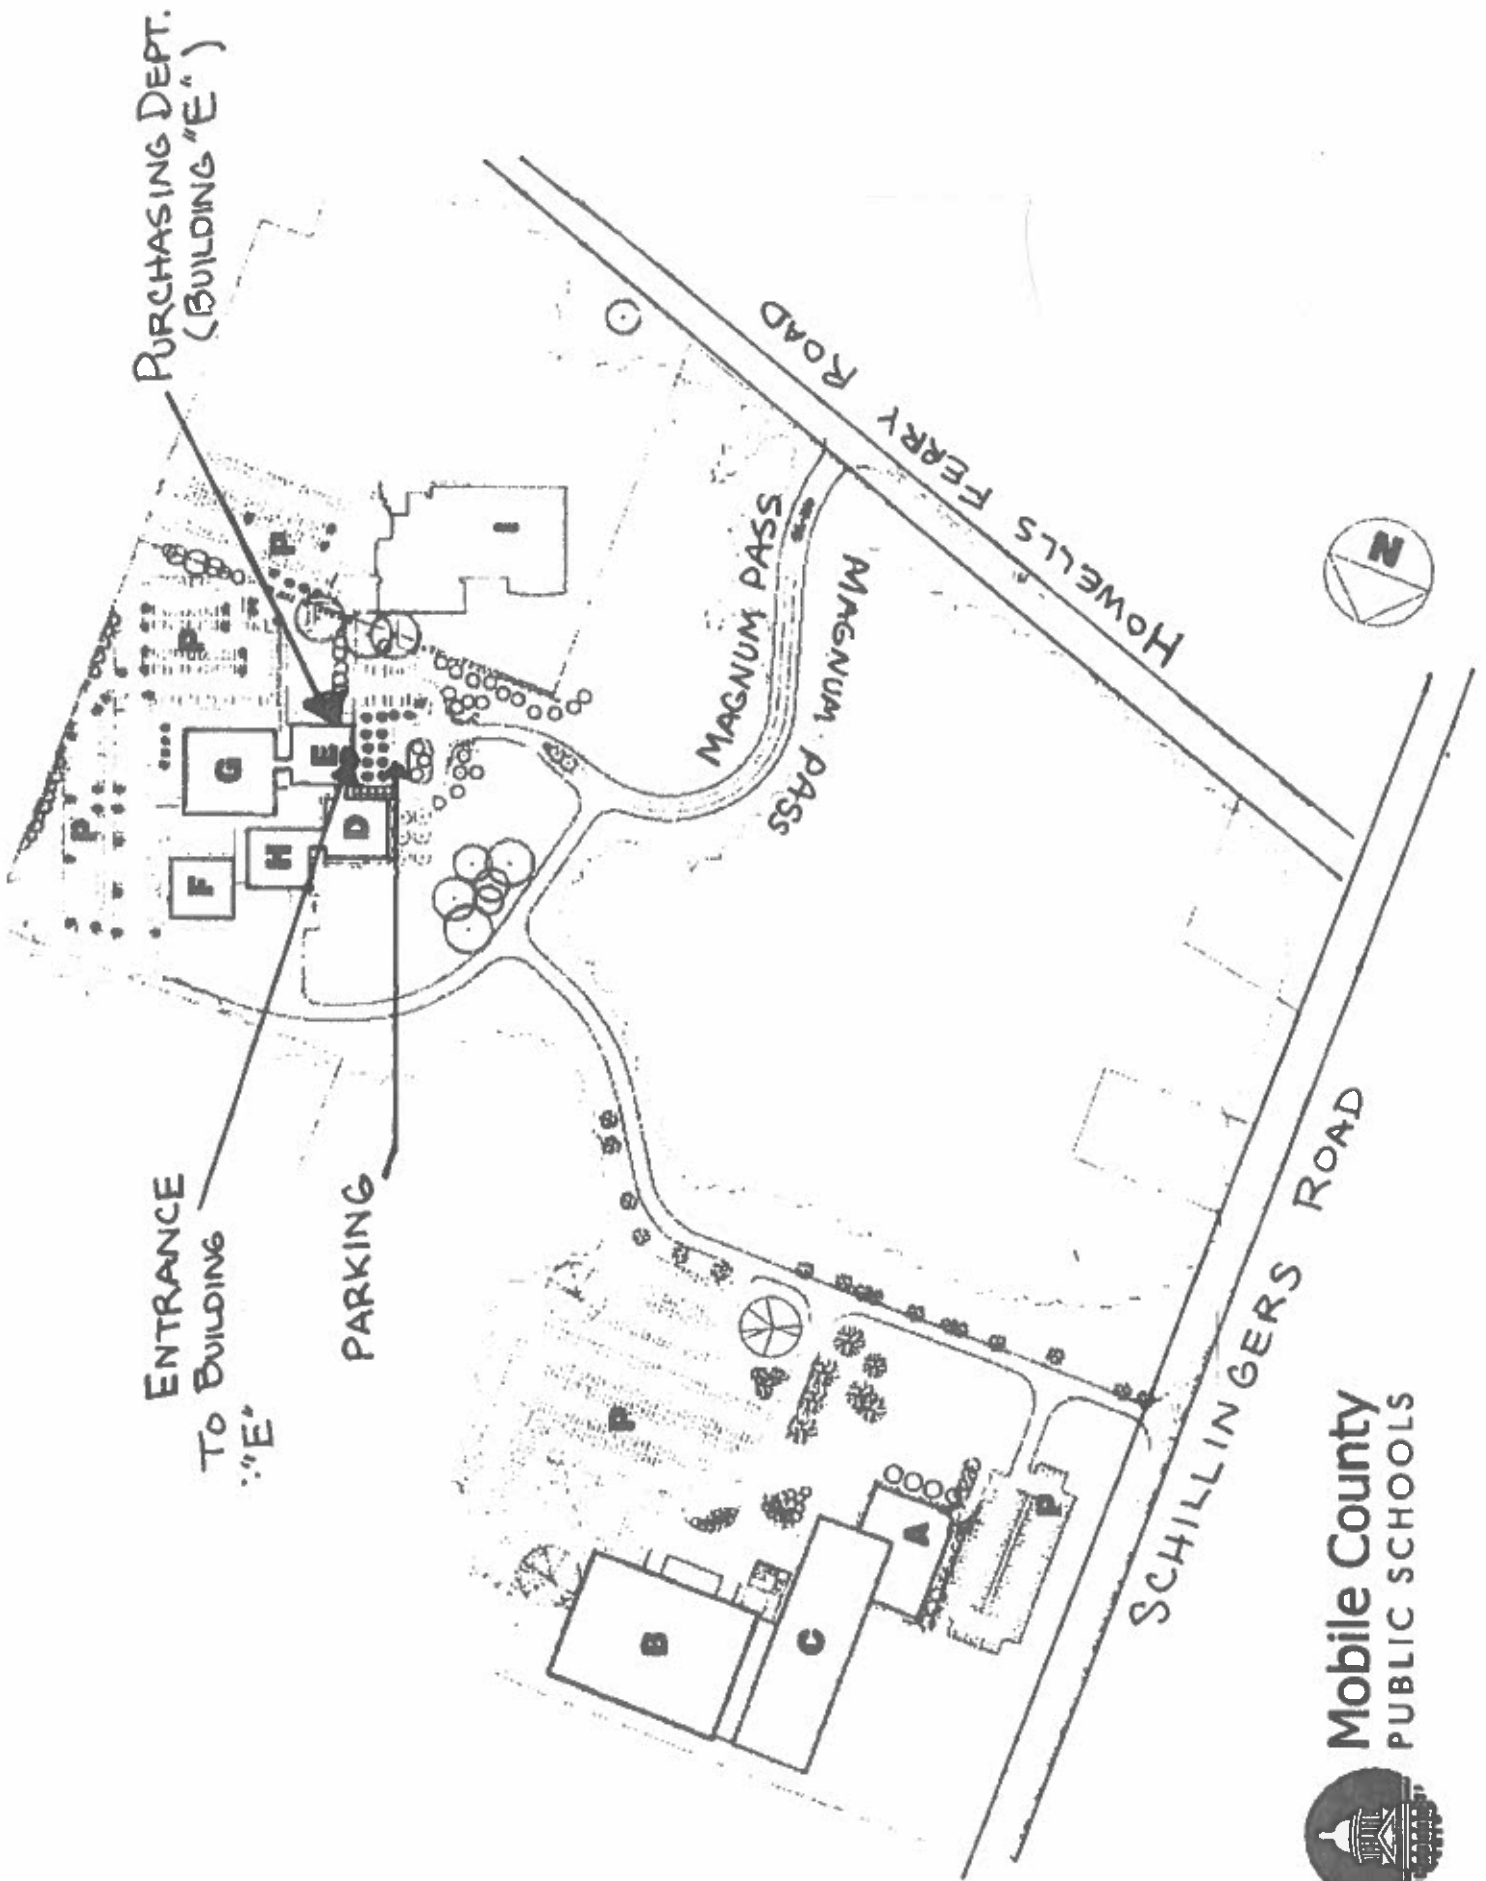 PURCHASING DEPT.
(BUILDING "E")
ENTRANCE
TO BUILDING
"E"
PARKING
P
P
P
G
E
D
H
F
MAGNUM PASS
MAGNUM PASS
HOWELLS FERRY ROAD
N
P
B
C
A
P
SCHILLINGERS ROAD
Mobile County
PUBLIC SCHOOLS